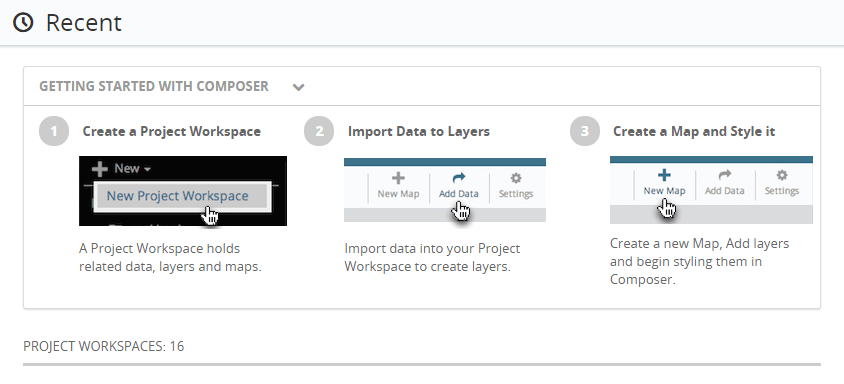 Recent
GETTING STARTED WITH COMPOSER
1 Create a Project Workspace
New
New Project Workspace
A Project Workspace holds
related data, layers and maps.
2 Import Data to Layers
New Map Add Data Settings
Import data into your Project
Workspace to create layers.
3 Create a Map and Style it
New Map Add Data Settings
Create a new Map, Add layers
and begin styling them in
Composer.
PROJECT WORKSPACES: 16